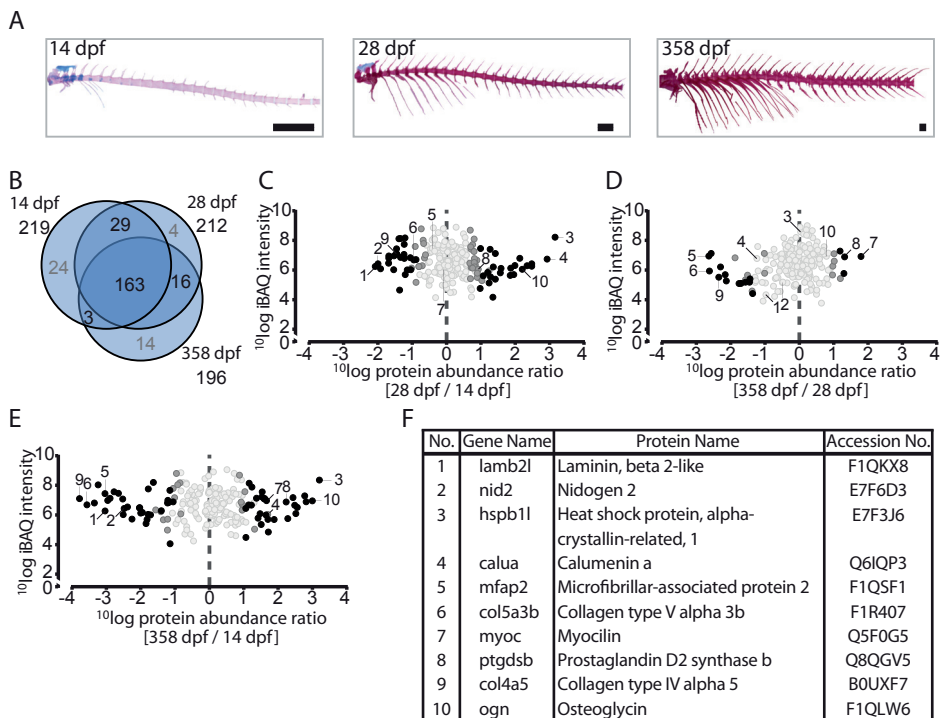 A
14 dpf
28 dpf
358 dpf
B
14 dpf
219
28 dpf
212
29
4
24
163
16
3
14
358 dpf
196
C
10log iBAQ intensity
10
8
6
4
2
0
-4 -3 -2 -1 0 1 2 3 4
1
2
9
6
5
7
8
3
4
10
10log protein abundance ratio
[28 dpf / 14 dpf]
D
10log iBAQ intensity
10
8
6
4
2
0
-4 -3 -2 -1 0 1 2 3 4
5
6
9
4
3
12
10
8
7
10log protein abundance ratio
[358 dpf / 28 dpf]
E
10log iBAQ intensity
10
8
6
4
2
0
-4 -3 -2 -1 0 1 2 3 4
9
6
5
1
2
7
8
4
3
10
10log protein abundance ratio
[358 dpf / 14 dpf]
F
No. Gene Name Protein Name Accession No.
1 lamb2l Laminin, beta 2-like F1QKX8
2 nid2 Nidogen 2 E7F6D3
3 hspb1l Heat shock protein, alpha- E7F3J6
crystallin-related, 1
4 calua Calumenin a Q6IQP3
5 mfap2 Microfibrillar-associated protein 2 F1QSF1
6 col5a3b Collagen type V alpha 3b F1R407
7 myoc Myocilin Q5F0G5
8 ptgdsb Prostaglandin D2 synthase b Q8QGV5
9 col4a5 Collagen type IV alpha 5 B0UXF7
10 ogn Osteoglycin F1QLW6